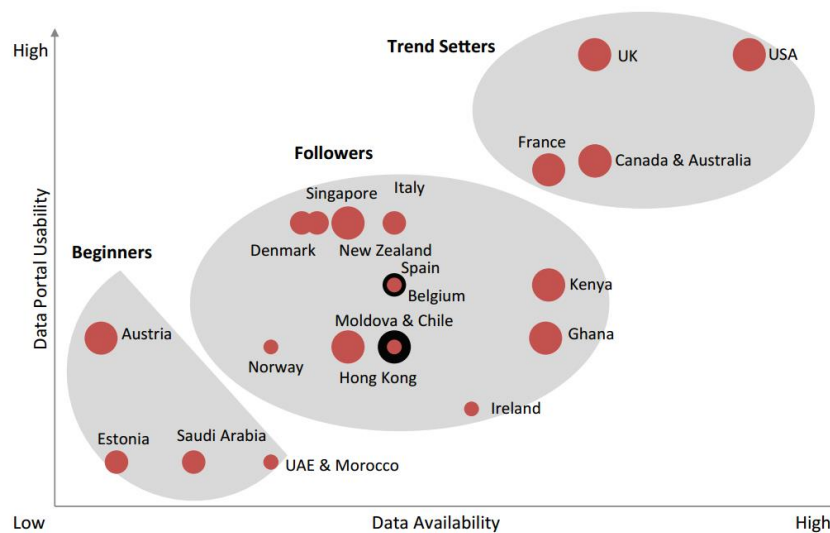 High
Trend Setters
UK
USA
France
Canada & Australia
Followers
Singapore
Italy
Denmark
New Zealand
Beginners
Spain
Belgium
Kenya
Moldova & Chile
Austria
Ghana
Norway
Hong Kong
Ireland
Estonia
Saudi Arabia
UAE & Morocco
Data Portal Usability
Low
Data Availability
High